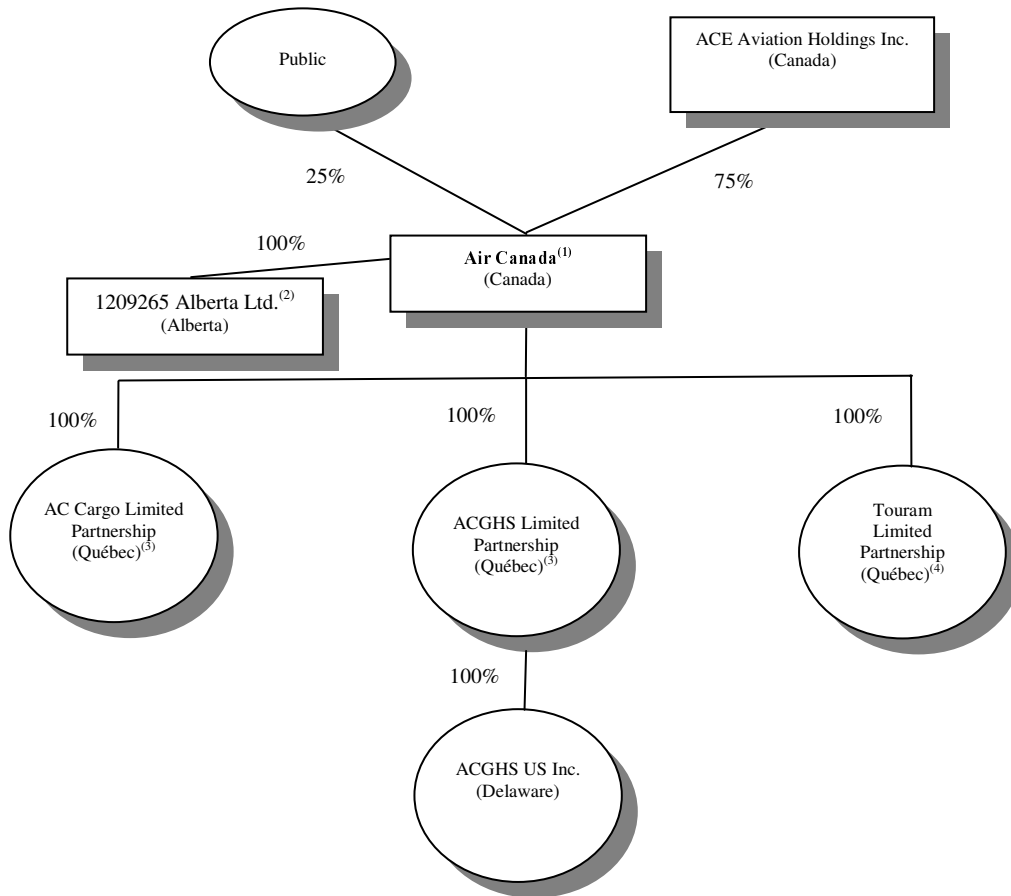 Public
ACE Aviation Holdings Inc.
(Canada)
25%
75%
100%
Air Canada(1)
(Canada)
1209265 Alberta Ltd.(2)
(Alberta)
100%
100%
100%
AC Cargo Limited
Partnership
(Québec)(3)
ACGHS Limited
Partnership
(Québec)(3)
Touram
Limited
Partnership
(Québec)(4)
100%
ACGHS US Inc.
(Delaware)